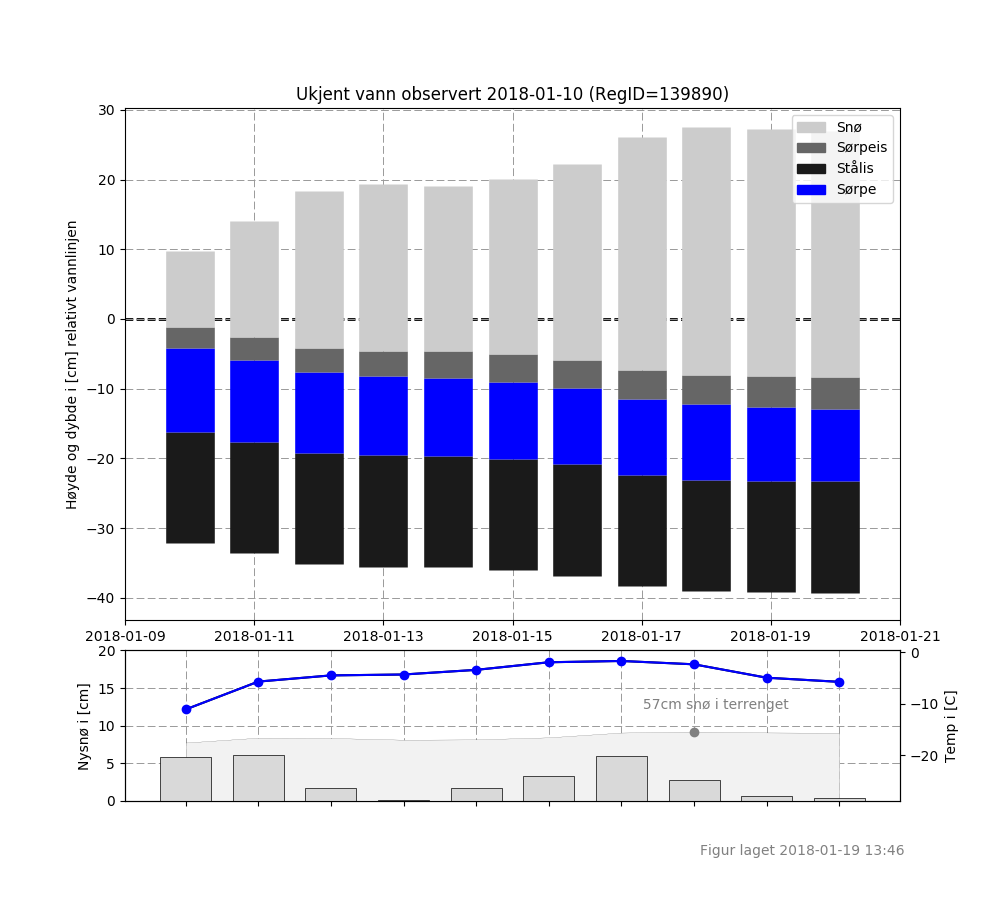 Ukjent vann observert 2018-01-10 (RegID=139890)
Høyde og dybde i [cm] relativt vannlinjen
30
20
10
0
−10
−20
−30
−40
Snø
Sørpeis
Stålis
Sørpe
2018-01-09 2018-01-11 2018-01-13 2018-01-15 2018-01-17 2018-01-19 2018-01-21
Nysnø i [cm]
20
15
10
5
0
57cm snø i terrenget
0
−10
−20
Temp i [C]
Figur laget 2018-01-19 13:46